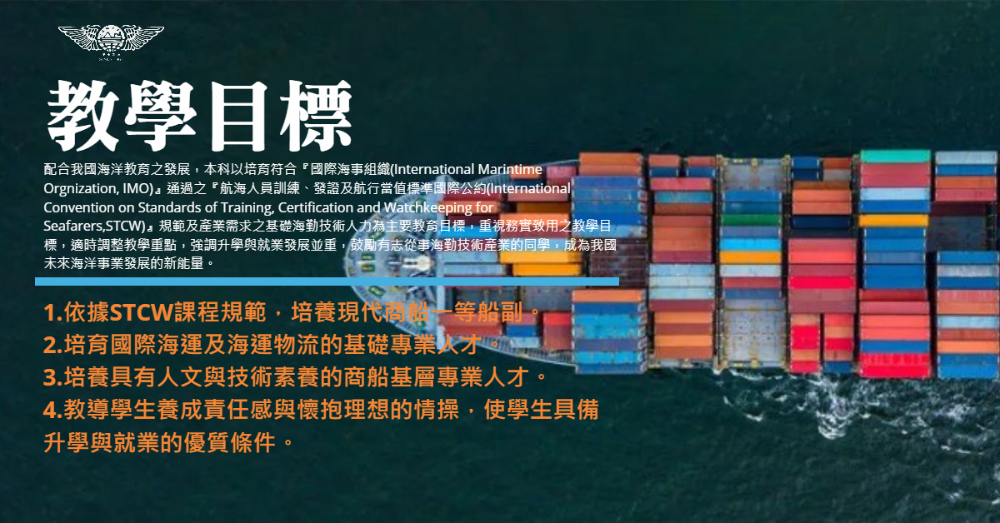 教學目標
配合我國海洋教育之發展，本科以培育符合『國際海事組織(International Marintime
Orgnization, IMO)』通過之『航海人員訓練、發證及航行當值標準國際公約(International
Convention on Standards of Training, Certification and Watchkeeping for
Seafarers,STCW)』規範及產業需求之基礎海勤技術人力為主要教育目標，重視務實致用之教學目
標，適時調整教學重點，強調升學與就業發展並重，鼓勵有志從事海勤技術產業的同學，成為我國
未來海洋事業發展的新能量。
1.依據STCW課程規範，培養現代商船一等船副。
2.培育國際海運及海運物流的基礎專業人才。
3.培養具有人文與技術素養的商船基層專業人才。
4.教導學生養成責任感與懷抱理想的情操，使學生具備
升學與就業的優質條件。